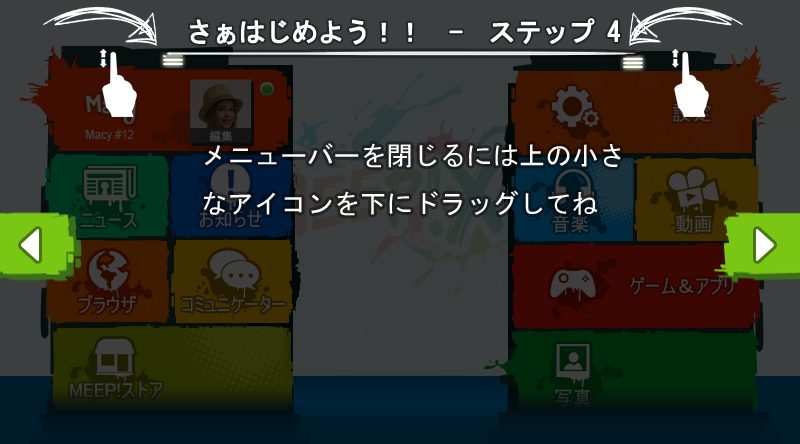 さぁはじめよう！！ － ステップ 4
Macy #12
編集
メニューバーを閉じるには上の小さ
なアイコンを下にドラッグしてね
ニュース
お知らせ
ブラウザ
コミュニケーター
MEEP!ストア
設定
音楽
動画
ゲーム＆アプリ
写真